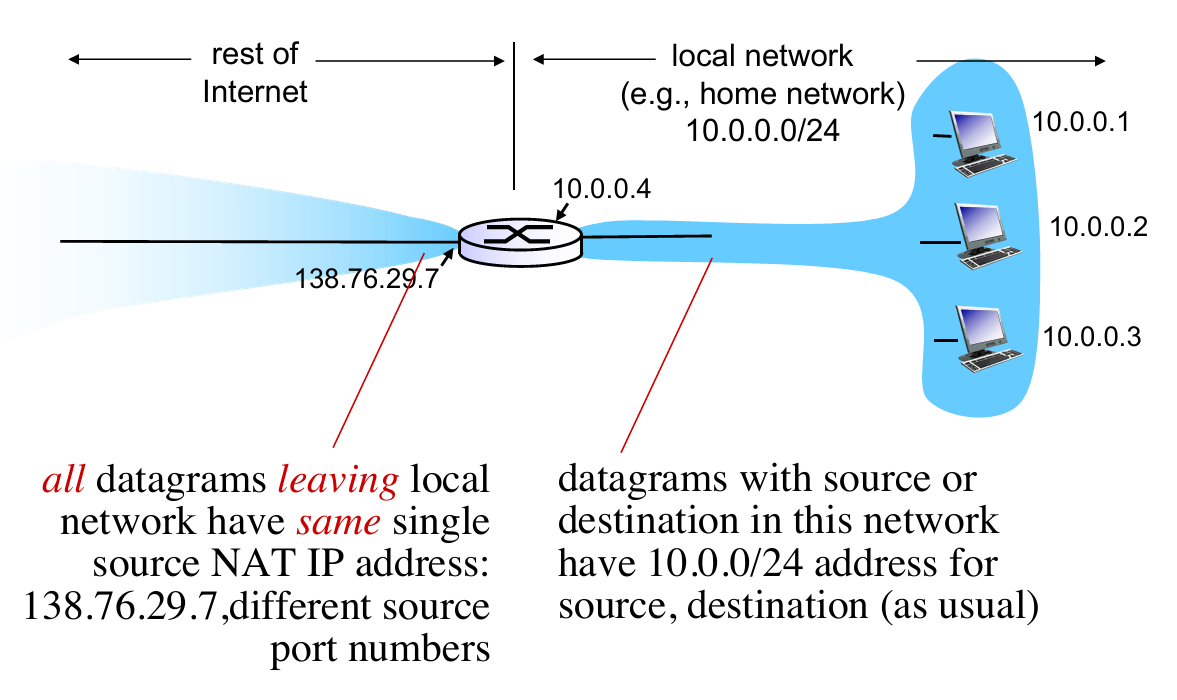 rest of
Internet
local network
(e.g., home network)
10.0.0.0/24
10.0.0.1
10.0.0.4
10.0.0.2
138.76.29.7
10.0.0.3
all datagrams leaving local
network have same single
source NAT IP address:
138.76.29.7,different source
port numbers
datagrams with source or
destination in this network
have 10.0.0/24 address for
source, destination (as usual)